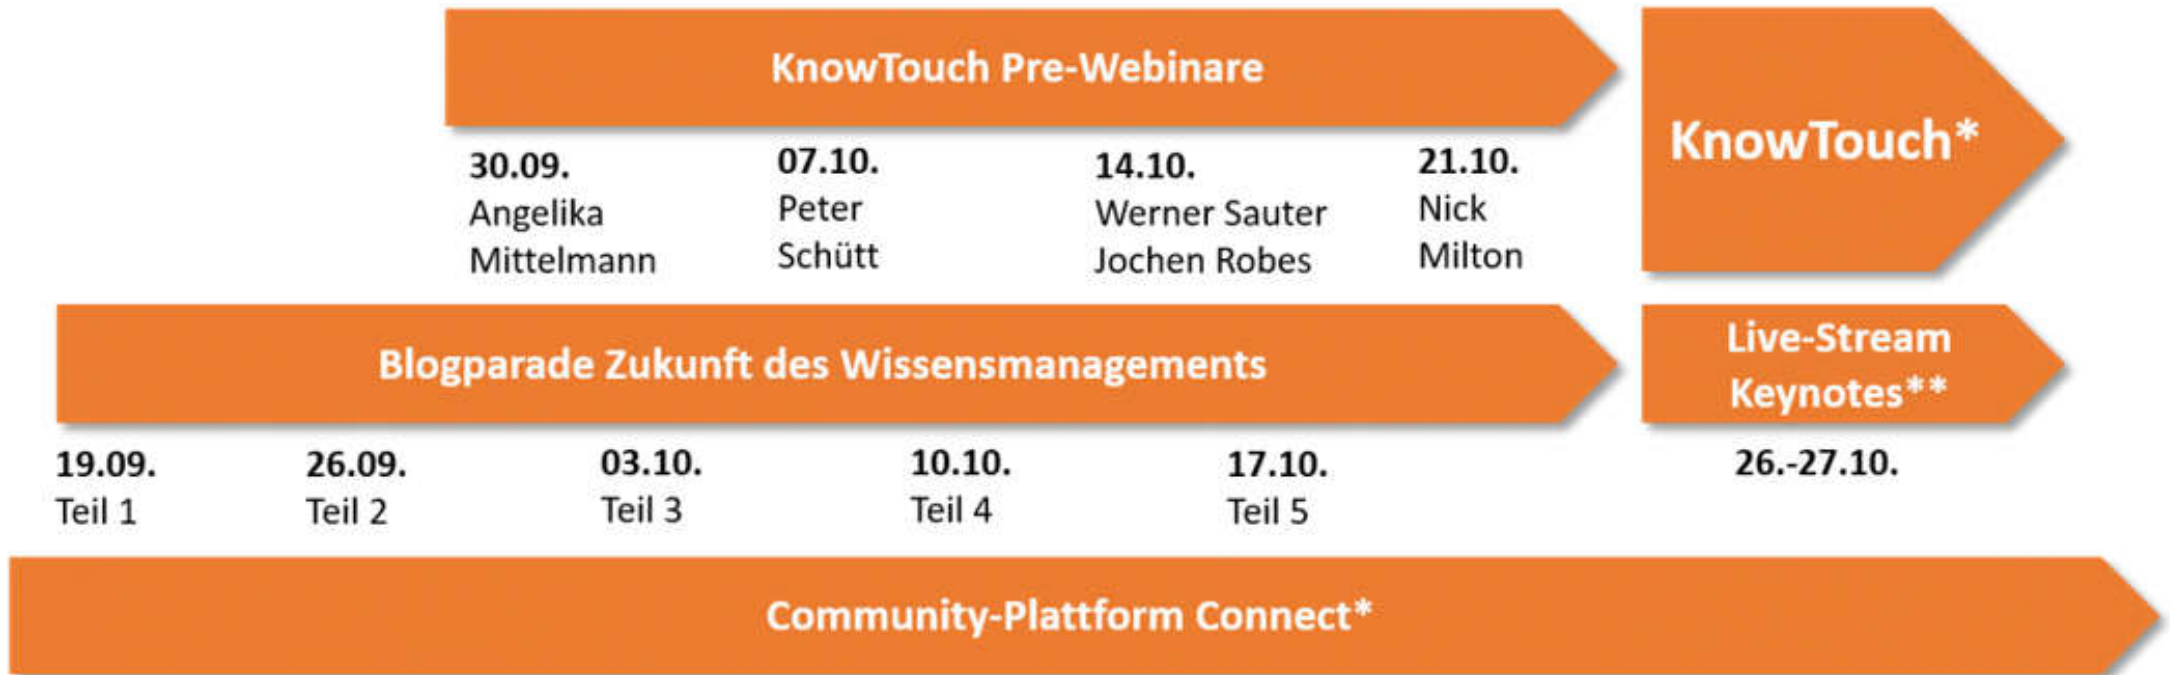 KnowTouch Pre-Webinare
KnowTouch*
30.09.
Angelika
Mittelmann
07.10.
Peter
Schütt
14.10.
Werner Sauter
Jochen Robes
21.10.
Nick
Milton
Blogparade Zukunft des Wissensmanagements
Live-Stream
Keynotes**
19.09.
Teil 1
26.09.
Teil 2
03.10.
Teil 3
10.10.
Teil 4
17.10.
Teil 5
26.-27.10.
Community-Plattform Connect*